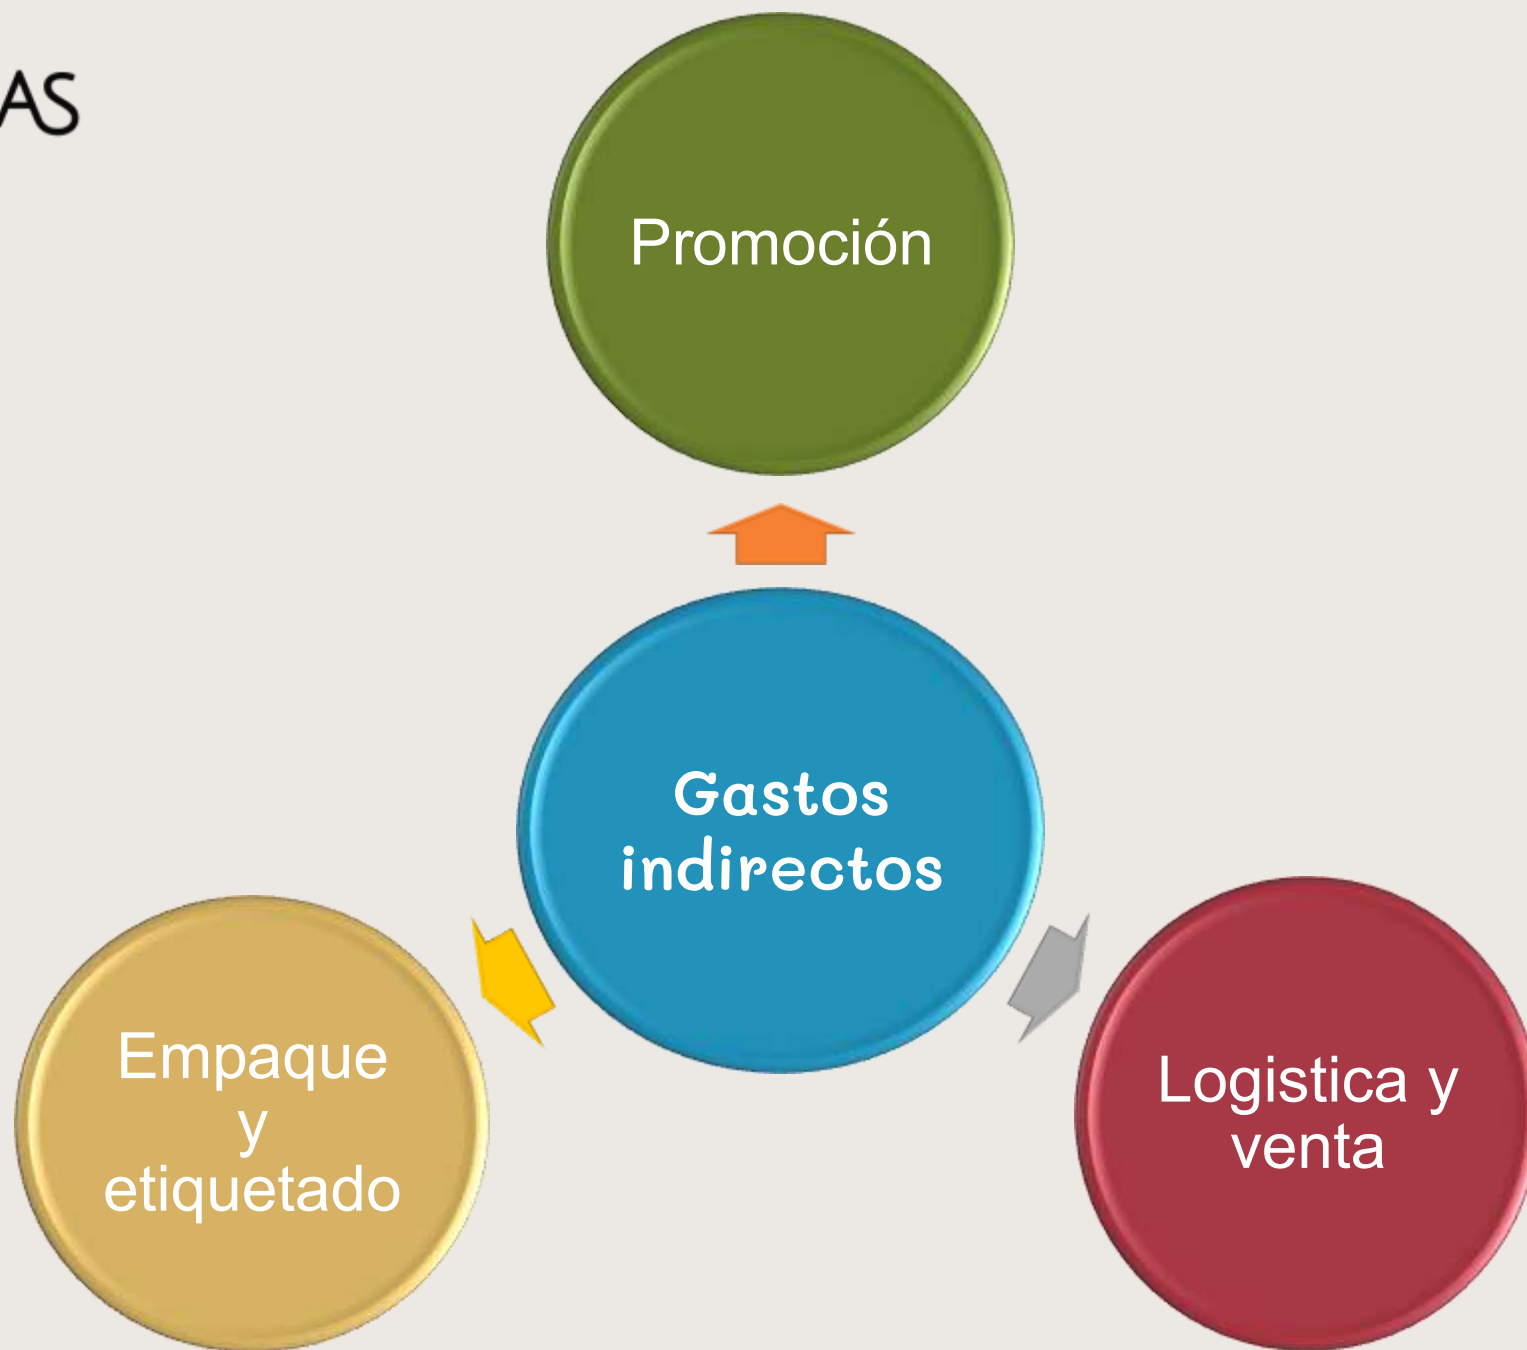 AS
Promoción
Gastos
indirectos
Empaque
y
etiquetado
Logistica y
venta